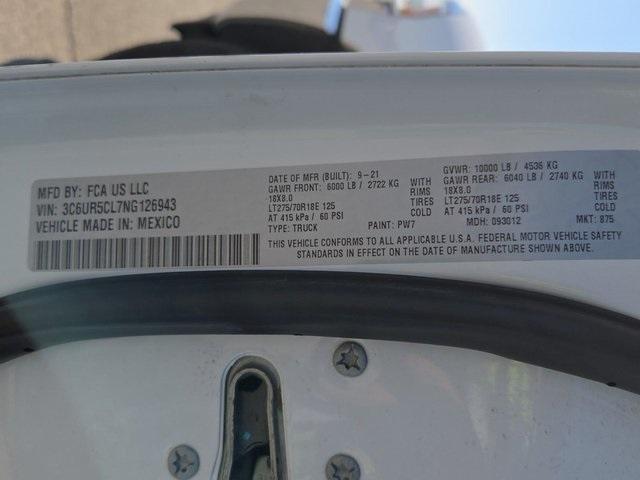 MFD BY: FCA US LLC
VIN: 3C6UR5CL7NG126943
VEHICLE MADE IN: MEXICO
DATE OF MFR (BUILT): 9-21
GAWR FRONT: 6000 LB / 2722 KG WITH
18X8.0 RIMS
LT275/70R18E 125 TIRES
AT 415 kPa / 60 PSI COLD
TYPE: TRUCK PAINT: PW7
GVWR: 10000 LB / 4536 KG
GAWR REAR: 6040 LB / 2740 KG WITH
18X8.0 RIMS
LT275/70R18E 125 TIRES
AT 415 kPa / 60 PSI COLD
MDH: 093012 MKT: 875
THIS VEHICLE CONFORMS TO ALL APPLICABLE U.S.A. FEDERAL MOTOR VEHICLE SAFETY
STANDARDS IN EFFECT ON THE DATE OF MANUFACTURE SHOWN ABOVE.